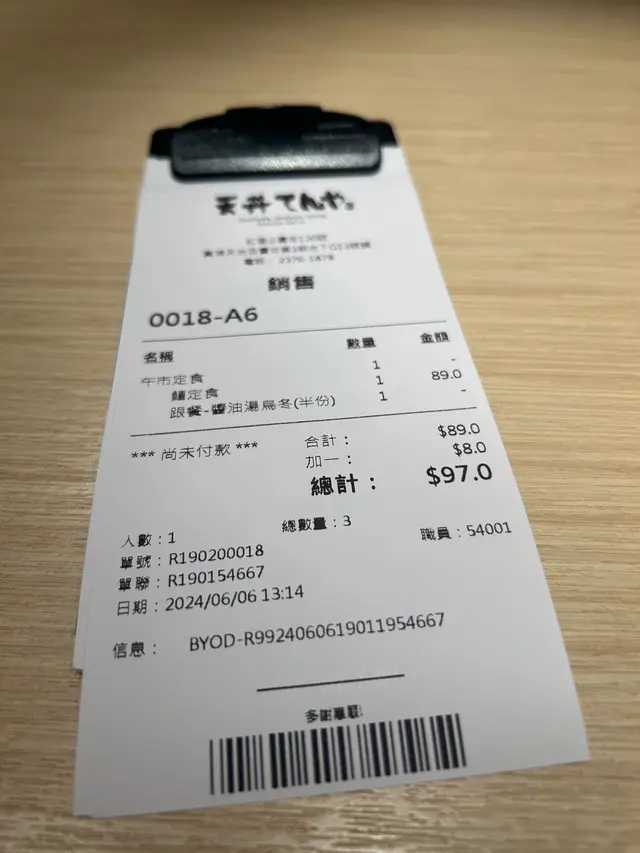 天丼てんや
電話： 2376-1878
銷售
0018-A6
名稱 數量 金額
午市定食 1 -
鰻定食 1 89.0
跟餐-醬油湯烏冬(半份) 1 -
*** 尚未付款 *** 合計： $89.0
加一： $8.0
總計： $97.0
人數：1 總數量：3 職員：54001
單號：R190200018
單聯：R190154667
日期：2024/06/06 13:14
信息： BYOD-R9924060619011954667
多謝惠顧!